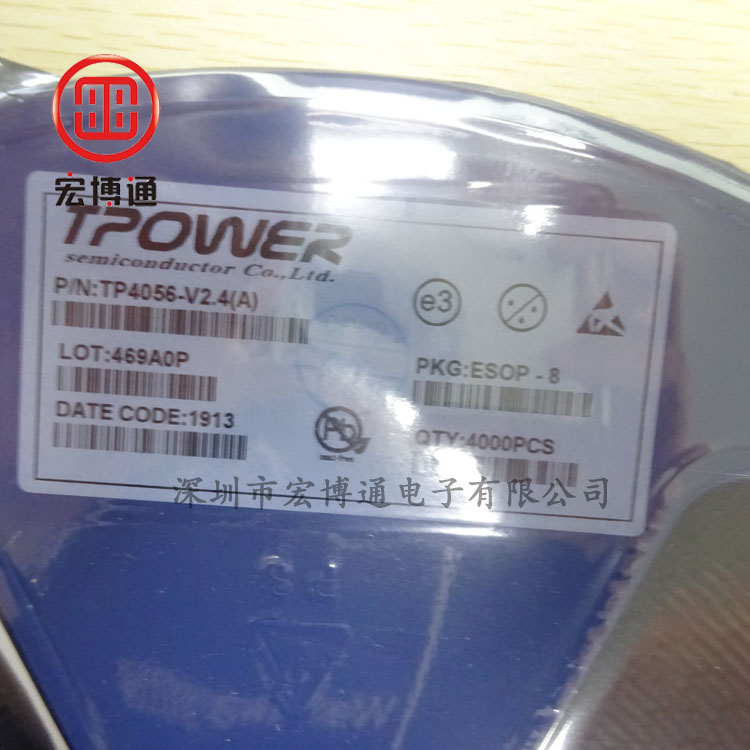 宏博通
TPOWER
semiconductor Co.,Ltd.
P/N:TP4056-V2.4(A)
e3
LOT:469A0P
PKG:ESOP - 8
DATE CODE:1913
Pb
QTY:4000PCS
深圳市宏博通电子有限公司